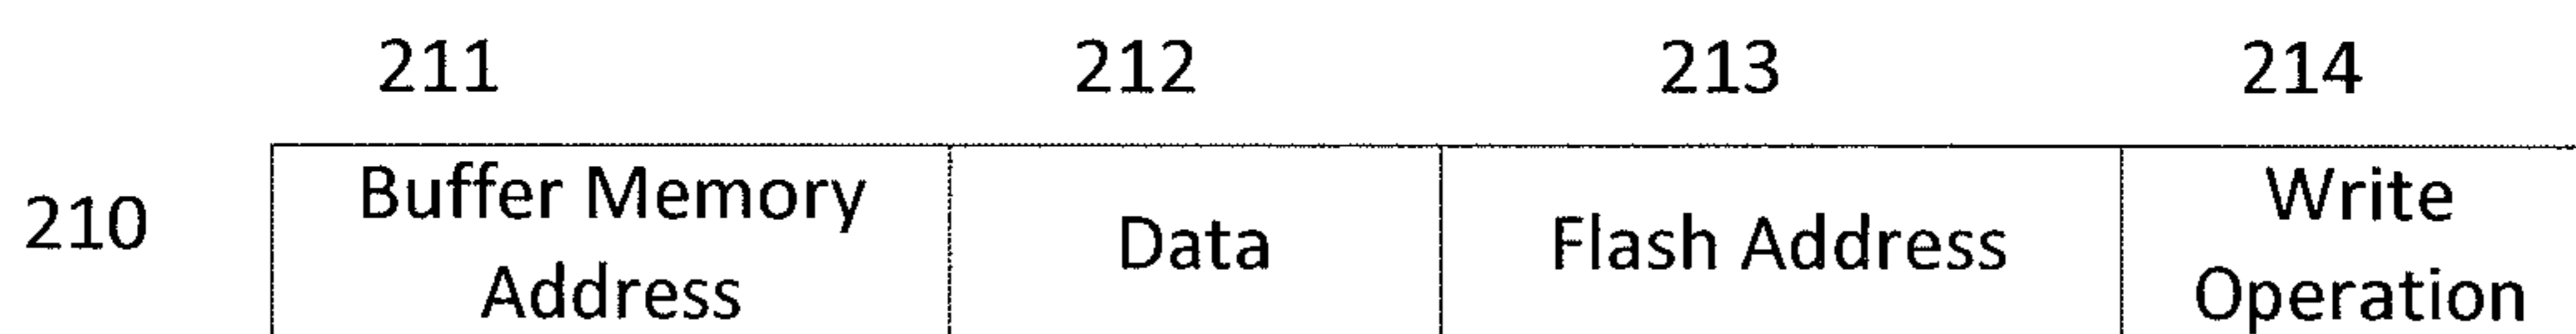 211 212 213 214
210 Buffer Memory Address Data Flash Address Write Operation